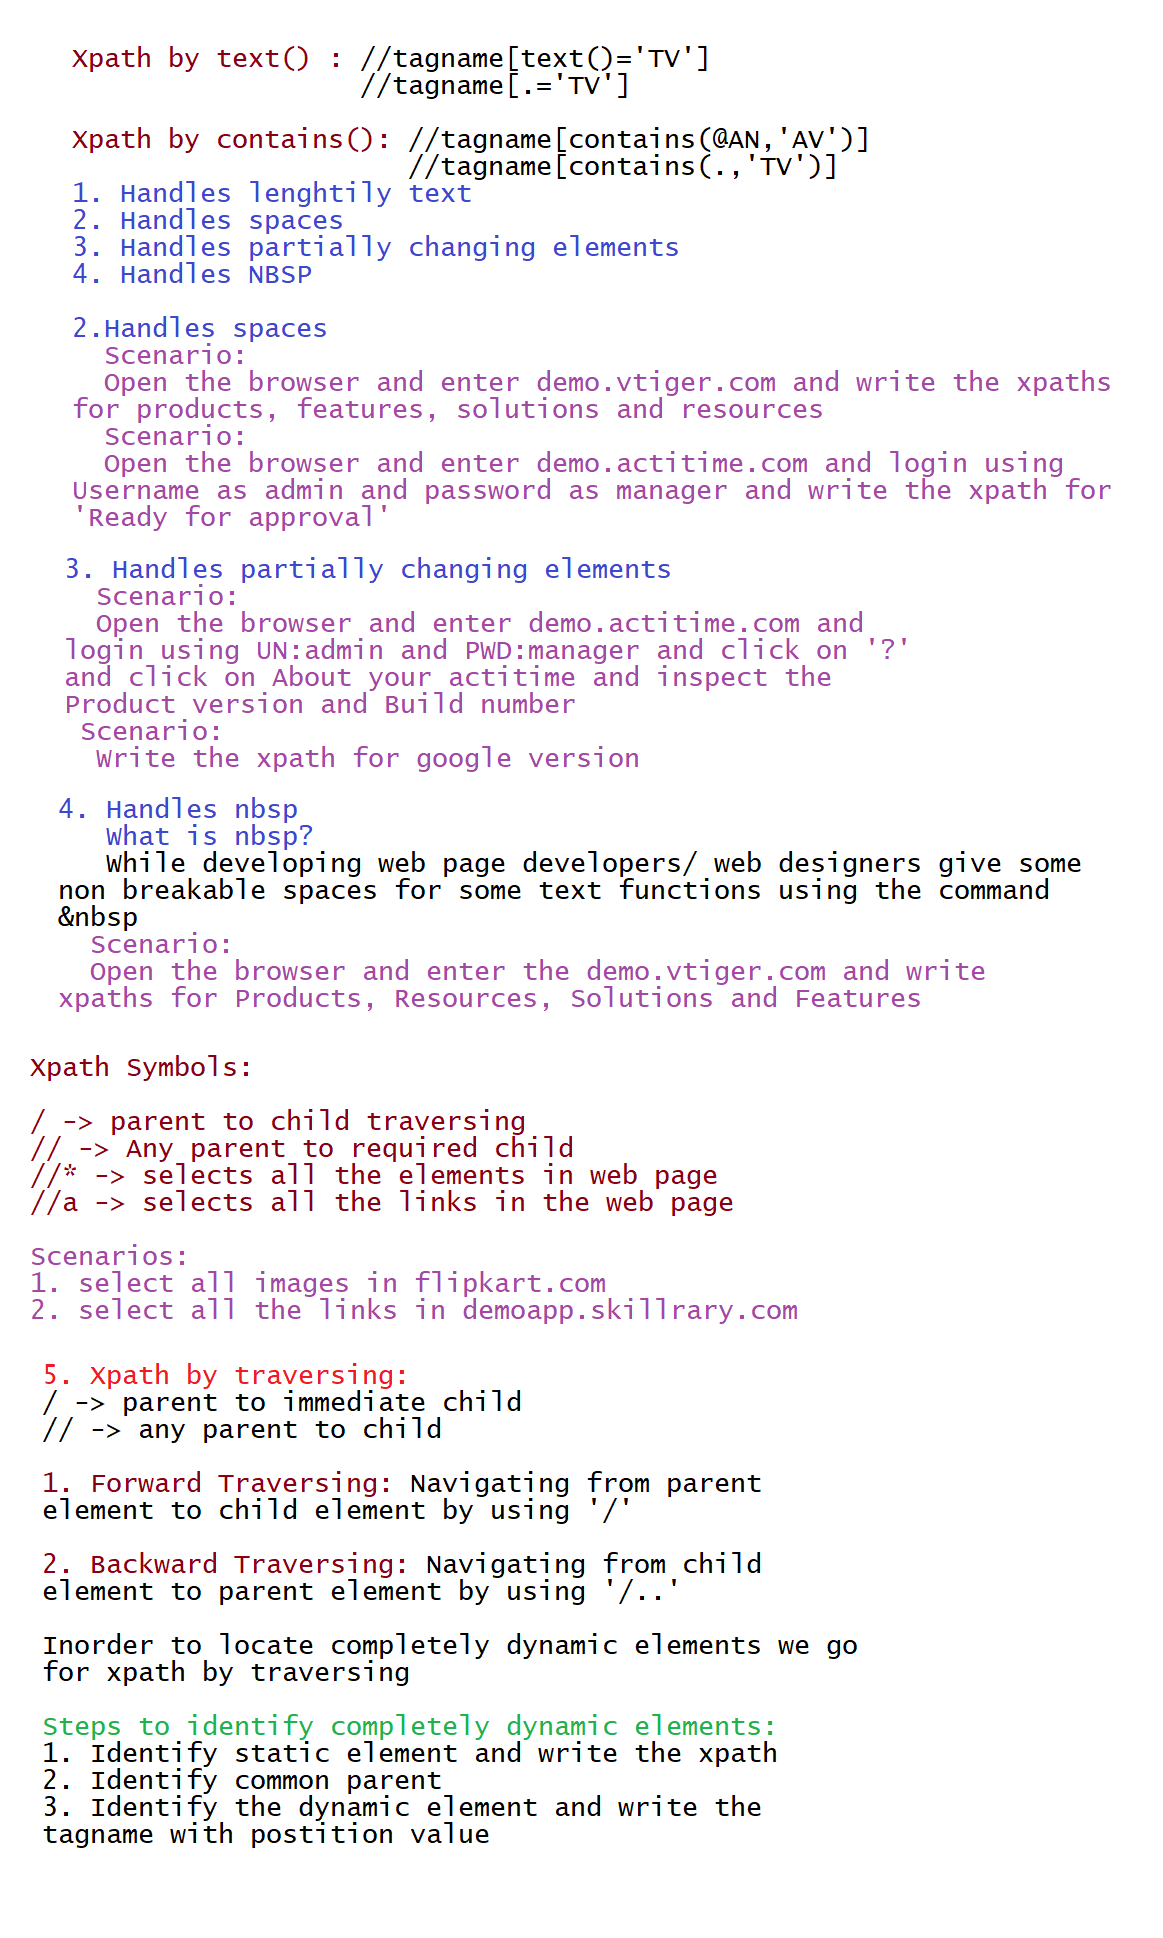 Xpath by text() : //tagname[text()='TV']
//tagname[.='TV']
Xpath by contains(): //tagname[contains(@AN,'AV')]
//tagname[contains(.,'TV')]
1. Handles lenghtily text
2. Handles spaces
3. Handles partially changing elements
4. Handles NBSP
2.Handles spaces
Scenario:
Open the browser and enter demo.vtiger.com and write the xpaths
for products, features, solutions and resources
Scenario:
Open the browser and enter demo.actitime.com and login using
Username as admin and password as manager and write the xpath for
'Ready for approval'
3. Handles partially changing elements
Scenario:
Open the browser and enter demo.actitime.com and
login using UN:admin and PWD:manager and click on '?'
and click on About your actitime and inspect the
Product version and Build number
Scenario:
Write the xpath for google version
4. Handles nbsp
What is nbsp?
While developing web page developers/ web designers give some
non breakable spaces for some text functions using the command
&nbsp
Scenario:
Open the browser and enter the demo.vtiger.com and write
xpaths for Products, Resources, Solutions and Features
Xpath Symbols:
/ -> parent to child traversing
// -> Any parent to required child
//* -> selects all the elements in web page
//a -> selects all the links in the web page
Scenarios:
1. select all images in flipkart.com
2. select all the links in demoapp.skillrary.com
5. Xpath by traversing:
/ -> parent to immediate child
// -> any parent to child
1. Forward Traversing: Navigating from parent
element to child element by using '/'
2. Backward Traversing: Navigating from child
element to parent element by using '/..'
Inorder to locate completely dynamic elements we go
for xpath by traversing
Steps to identify completely dynamic elements:
1. Identify static element and write the xpath
2. Identify common parent
3. Identify the dynamic element and write the
tagname with postition value